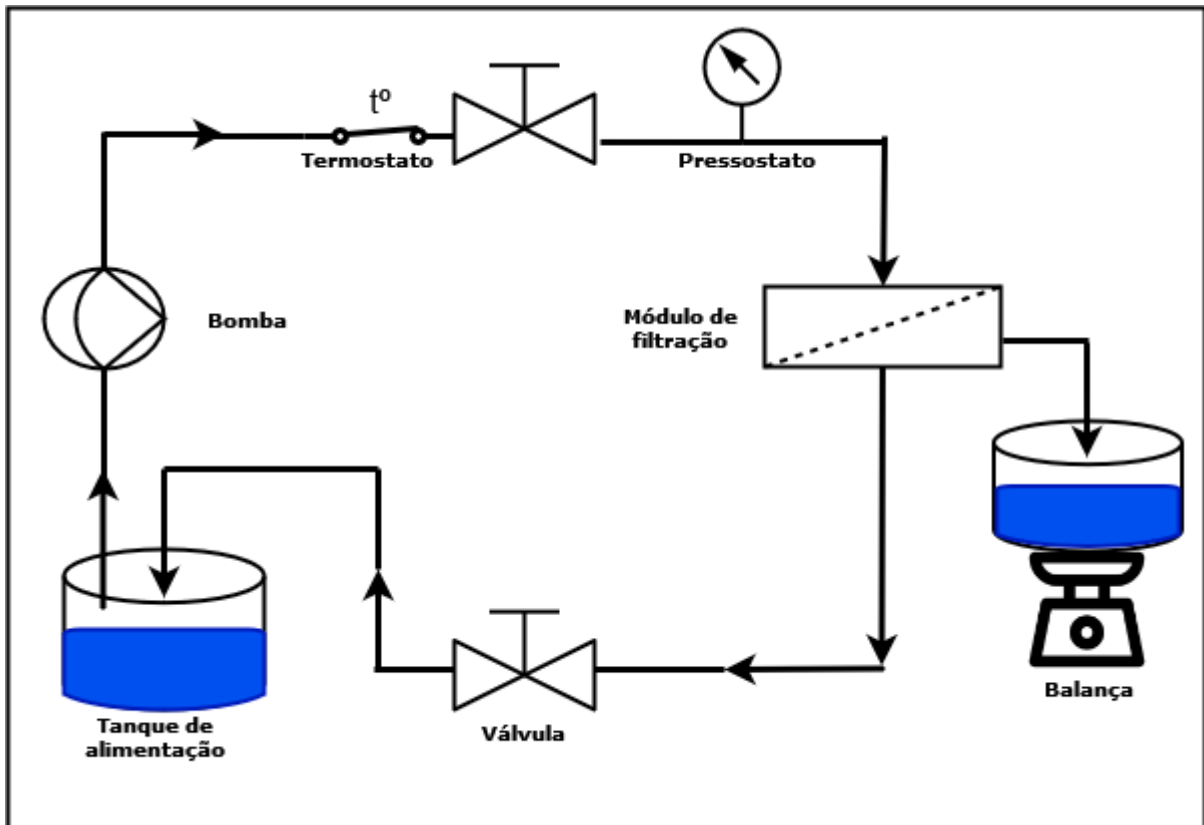 tº
Termostato
Pressostato
Bomba
Módulo de
filtração
Tanque de
alimentação
Válvula
Balança